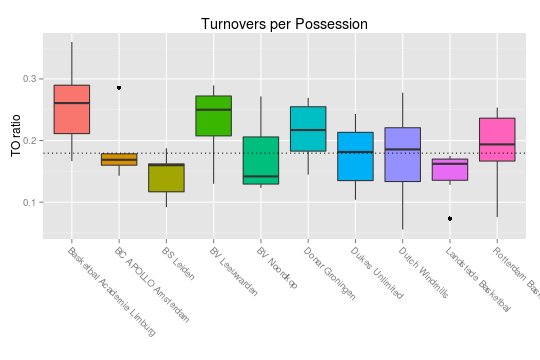 Turnovers per Possession
TO ratio
0.3
0.2
0.1
Basketbal Academie Limburg
BC APOLLO Amsterdam
BS Leiden
BV Leeuwarden
BV Noordkop
Donar Groningen
Dukes Unlimited
Dutch Windmills
Landstede Basketbal
Rotterdam Bas